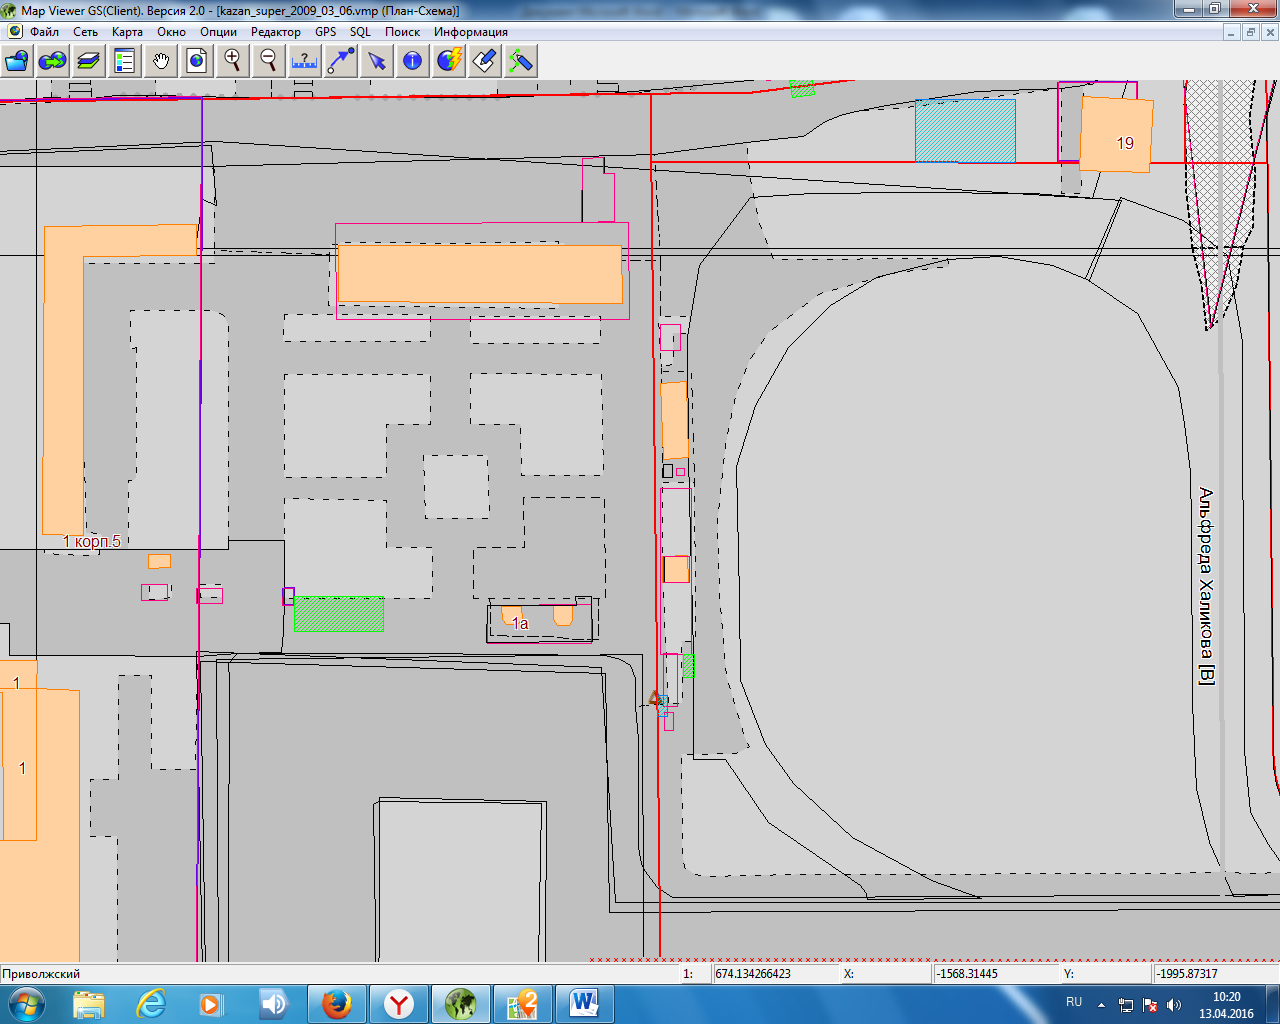 Map Viewer GS(Client). Версия 2.0 - [kazan_super_2009_03_06.vmp (План-Схема)]
Файл Сеть Карта Окно Опции Редактор GPS SQL Поиск Информация
19
1 корп.5
1а
1
1
Альфреда Халикова [В]
Приволжский 1: 674.134266423 X: -1568.31445 Y: -1995.87317
RU 10:20
13.04.2016